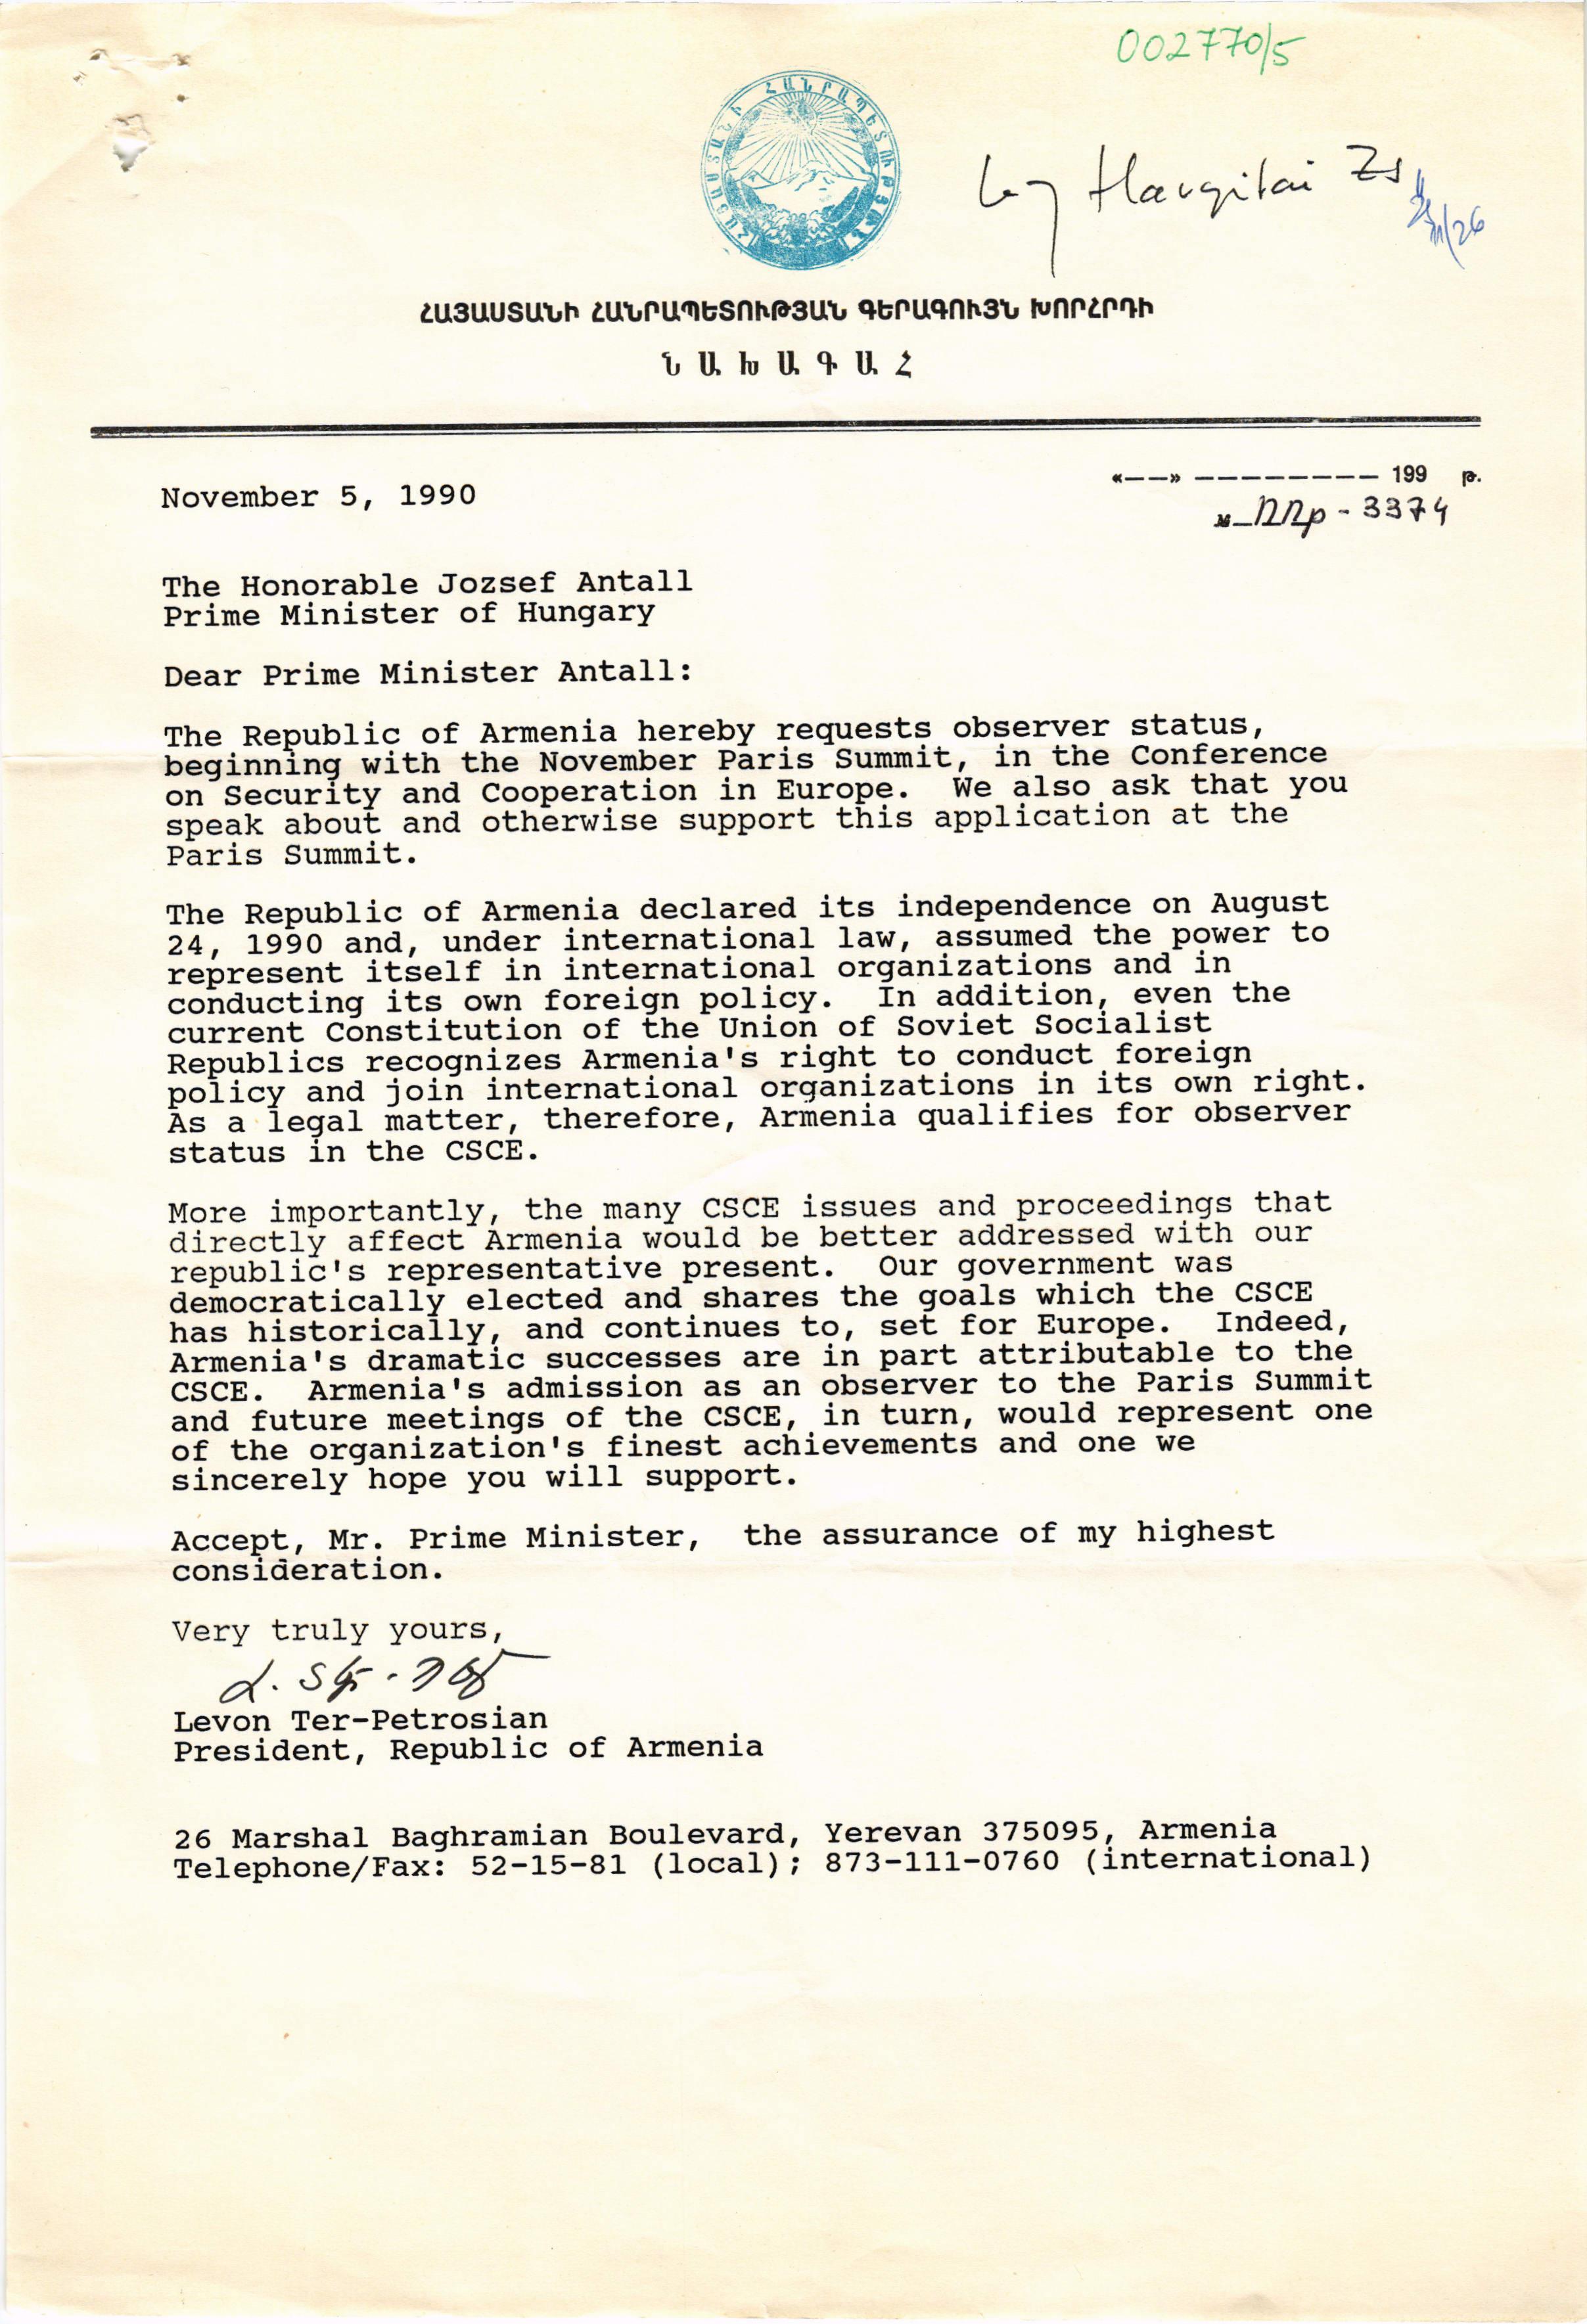 002770/5
ՀԱՅԱՍՏԱՆԻ ՀԱՆՐԱՊԵՏՈՒԹՅՈՒՆ
Hargitai Zs
ՀԱՅԱՍՏԱՆԻ ՀԱՆՐԱՊԵՏՈՒԹՅԱՆ ԳԵՐԱԳՈՒՅՆ ԽՈՐՀՐԴԻ
ՆԱԽԱԳԱՀ
«——» ————————— 199 թ.
November 5, 1990
3374
The Honorable Jozsef Antall
Prime Minister of Hungary
Dear Prime Minister Antall:
The Republic of Armenia hereby requests observer status,
beginning with the November Paris Summit, in the Conference
on Security and Cooperation in Europe. We also ask that you
speak about and otherwise support this application at the
Paris Summit.
The Republic of Armenia declared its independence on August
24, 1990 and, under international law, assumed the power to
represent itself in international organizations and in
conducting its own foreign policy. In addition, even the
current Constitution of the Union of Soviet Socialist
Republics recognizes Armenia's right to conduct foreign
policy and join international organizations in its own right.
As a legal matter, therefore, Armenia qualifies for observer
status in the CSCE.
More importantly, the many CSCE issues and proceedings that
directly affect Armenia would be better addressed with our
republic's representative present. Our government was
democratically elected and shares the goals which the CSCE
has historically, and continues to, set for Europe. Indeed,
Armenia's dramatic successes are in part attributable to the
CSCE. Armenia's admission as an observer to the Paris Summit
and future meetings of the CSCE, in turn, would represent one
of the organization's finest achievements and one we
sincerely hope you will support.
Accept, Mr. Prime Minister, the assurance of my highest
consideration.
Very truly yours,
Levon Ter-Petrosian
President, Republic of Armenia
26 Marshal Baghramian Boulevard, Yerevan 375095, Armenia
Telephone/Fax: 52-15-81 (local); 873-111-0760 (international)